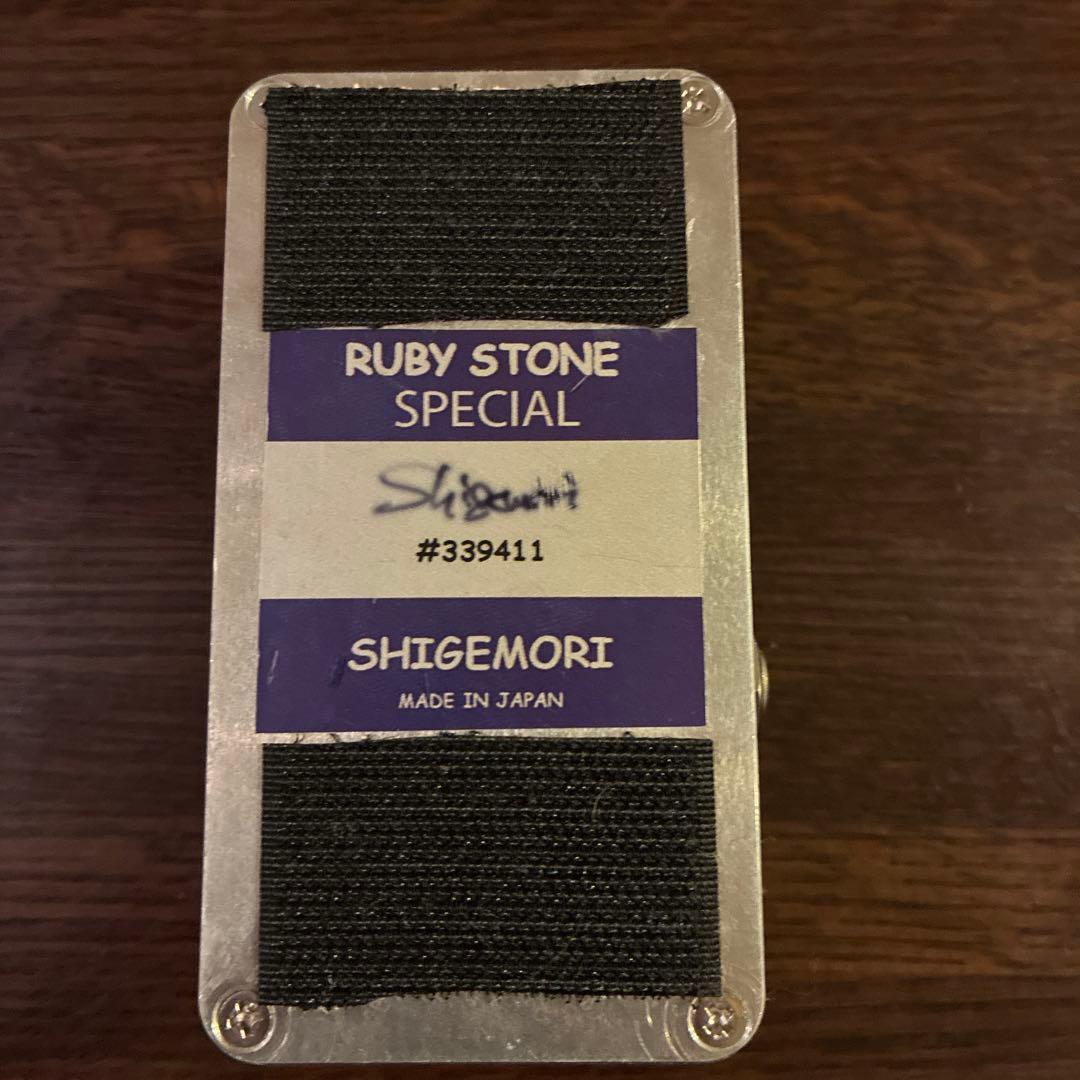 RUBY STONE
SPECIAL
Shigemori
#339411
SHIGEMORI
MADE IN JAPAN